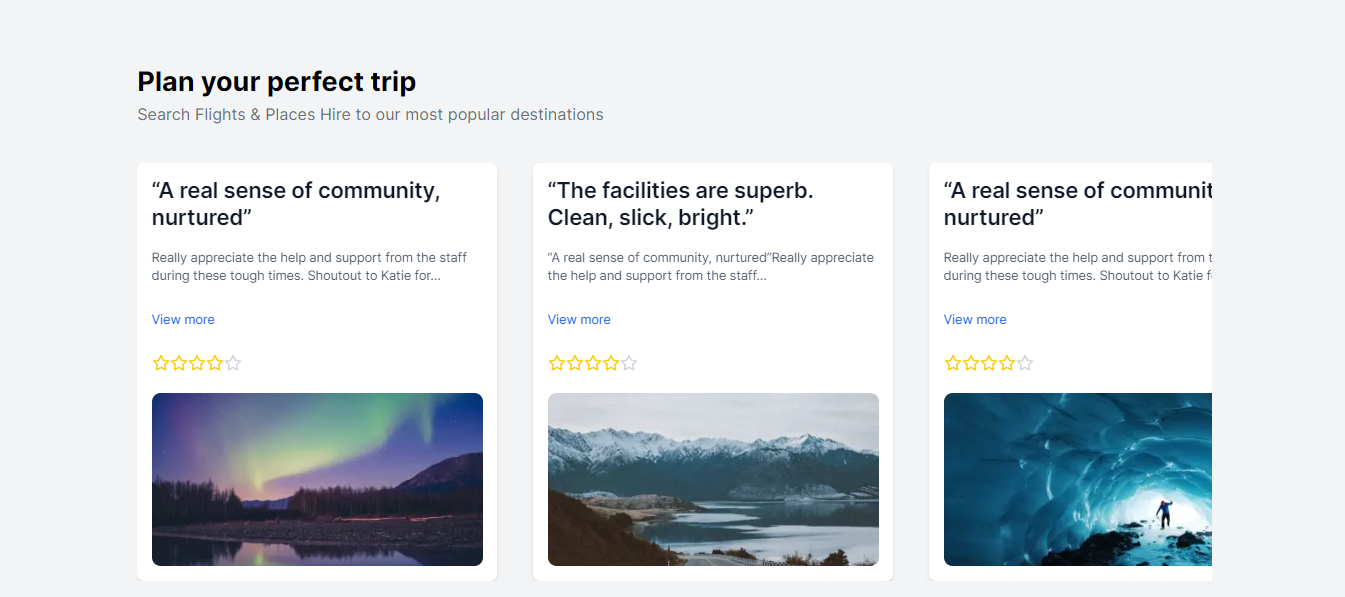 Plan your perfect trip
Search Flights & Places Hire to our most popular destinations
“A real sense of community,
nurtured”
Really appreciate the help and support from the staff
during these tough times. Shoutout to Katie for...
View more
“The facilities are superb.
Clean, slick, bright.”
“A real sense of community, nurtured”Really appreciate
the help and support from the staff...
View more
“A real sense of communit
nurtured”
Really appreciate the help and support from t
during these tough times. Shoutout to Katie f
View more